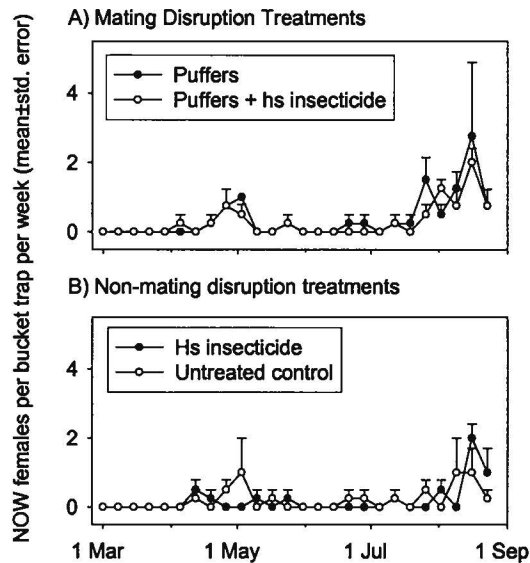 A) Mating Disruption Treatments
Puffers
Puffers + hs insecticide
4
2
0
B) Non-mating disruption treatments
Hs insecticide
Untreated control
4
2
0
1 Mar 1 May 1 Jul 1 Sep
NOW females per bucket trap per week (mean±std. error)